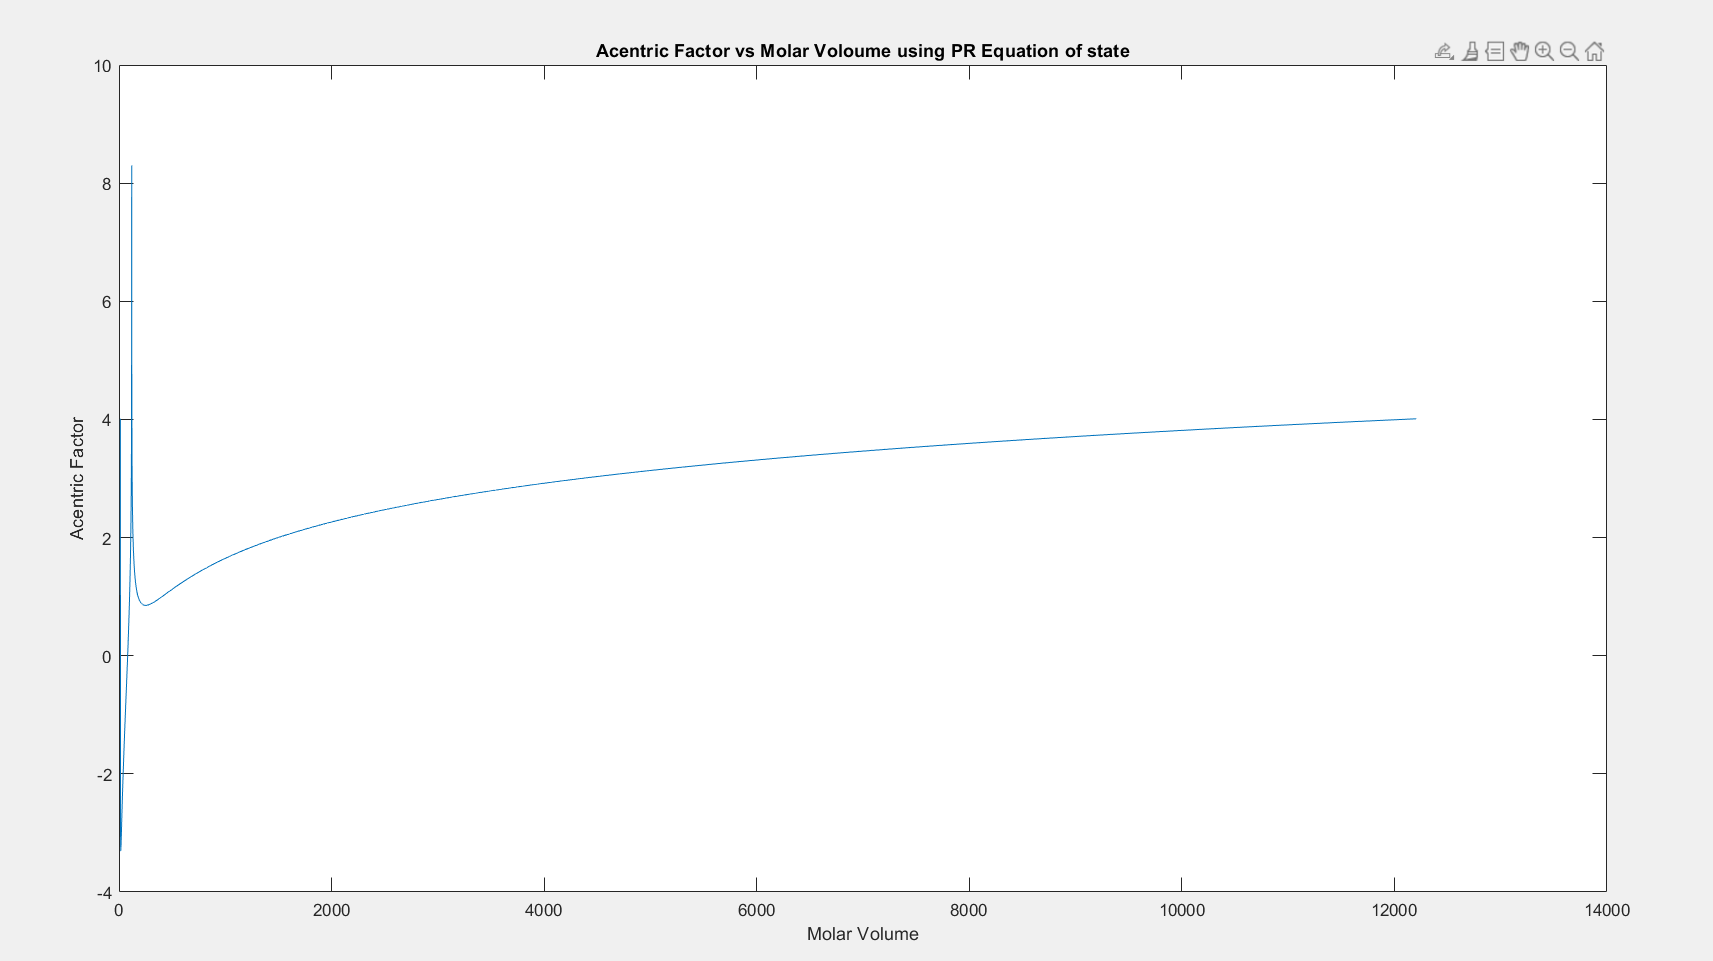 Acentric Factor vs Molar Voloume using PR Equation of state
10
8
6
4
2
0
-2
-4
Acentric Factor
0 2000 4000 6000 8000 10000 12000 14000
Molar Volume